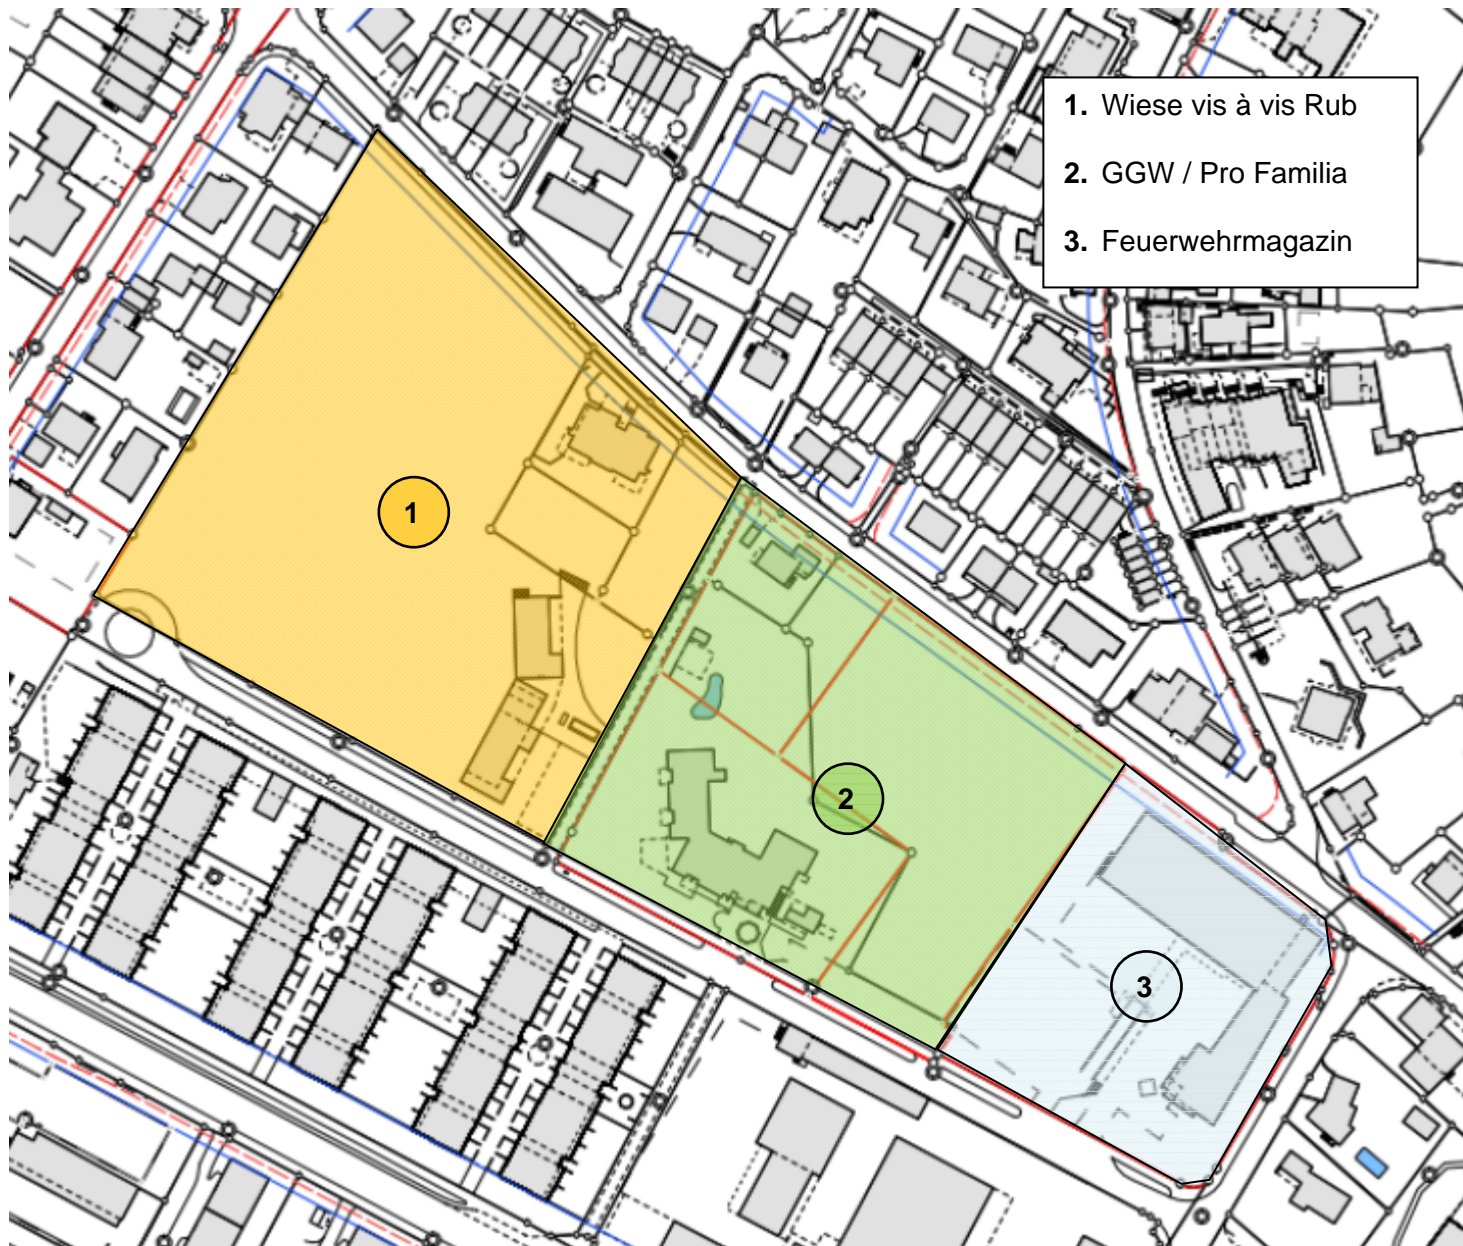 1. Wiese vis à vis Rub
2. GGW / Pro Familia
3. Feuerwehrmagazin
1
2
3